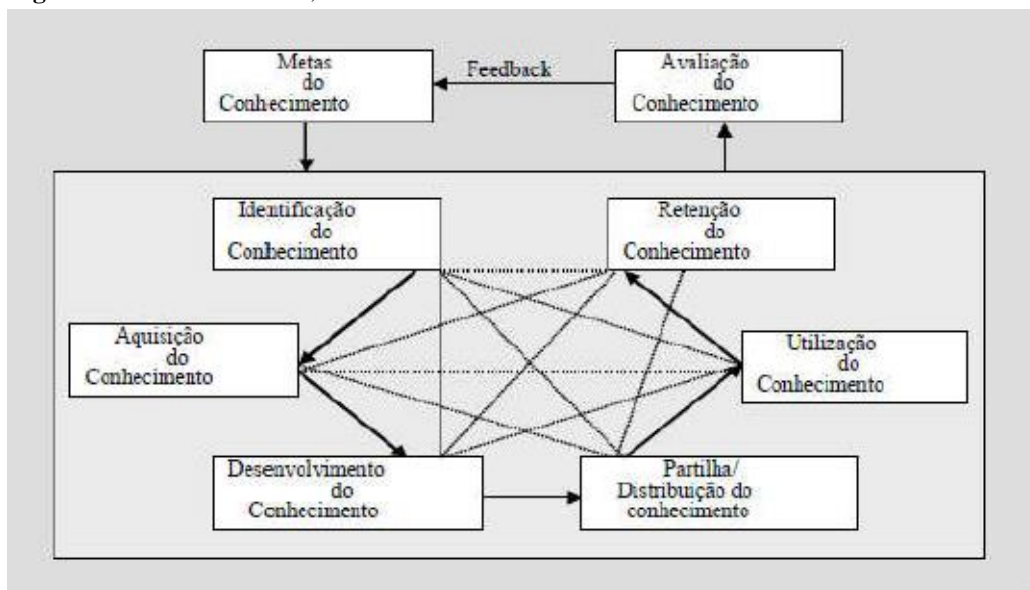 Metas
do
Conhecimento
Feedback
Avaliação
do
Conhecimento
Identificação
do
Conhecimento
Retenção
do
Conhecimento
Aquisição
do
Conhecimento
Utilização
do
Conhecimento
Desenvolvimento
do
Conhecimento
Partilha/
Distribuição do
conhecimento